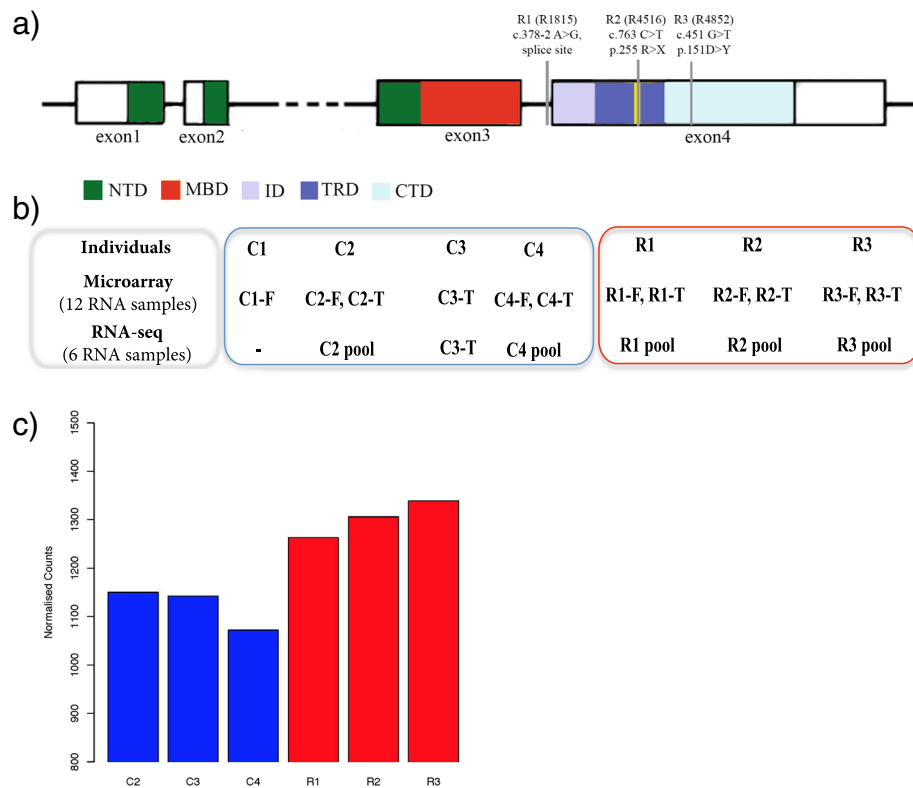 a)
R1 (R1815)
c.378-2 A>G,
splice site
R2 (R4516)
c.763 C>T
p.255 R>X
R3 (R4852)
c.451 G>T
p.151D>Y
exon1
exon2
exon3
exon4
NTD
MBD
ID
TRD
CTD
b)
Individuals C1 C2 C3 C4 R1 R2 R3
Microarray
(12 RNA samples) C1-F C2-F, C2-T C3-T C4-F, C4-T R1-F, R1-T R2-F, R2-T R3-F, R3-T
RNA-seq
(6 RNA samples) - C2 pool C3-T C4 pool R1 pool R2 pool R3 pool
c)
Normalised Counts
1500
1400
1300
1200
1100
1000
900
800
C2 C3 C4 R1 R2 R3